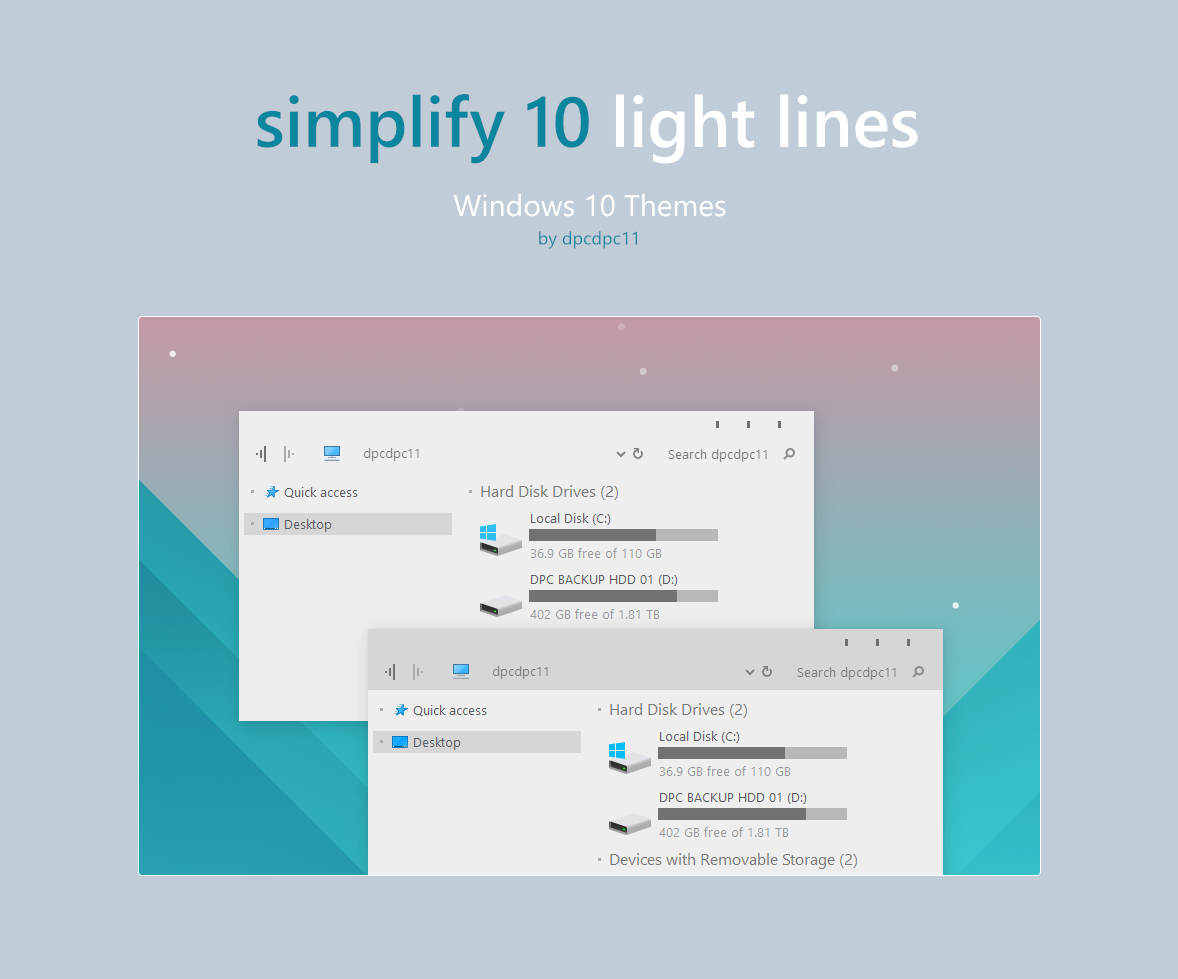 simplify 10 light lines
Windows 10 Themes
by dpcdpc11
dpcdpc11
Search dpcdpc11
Quick access
Desktop
Hard Disk Drives (2)
Local Disk (C:)
36.9 GB free of 110 GB
DPC BACKUP HDD 01 (D:)
402 GB free of 1.81 TB
dpcdpc11
Search dpcdpc11
Quick access
Desktop
Hard Disk Drives (2)
Local Disk (C:)
36.9 GB free of 110 GB
DPC BACKUP HDD 01 (D:)
402 GB free of 1.81 TB
Devices with Removable Storage (2)